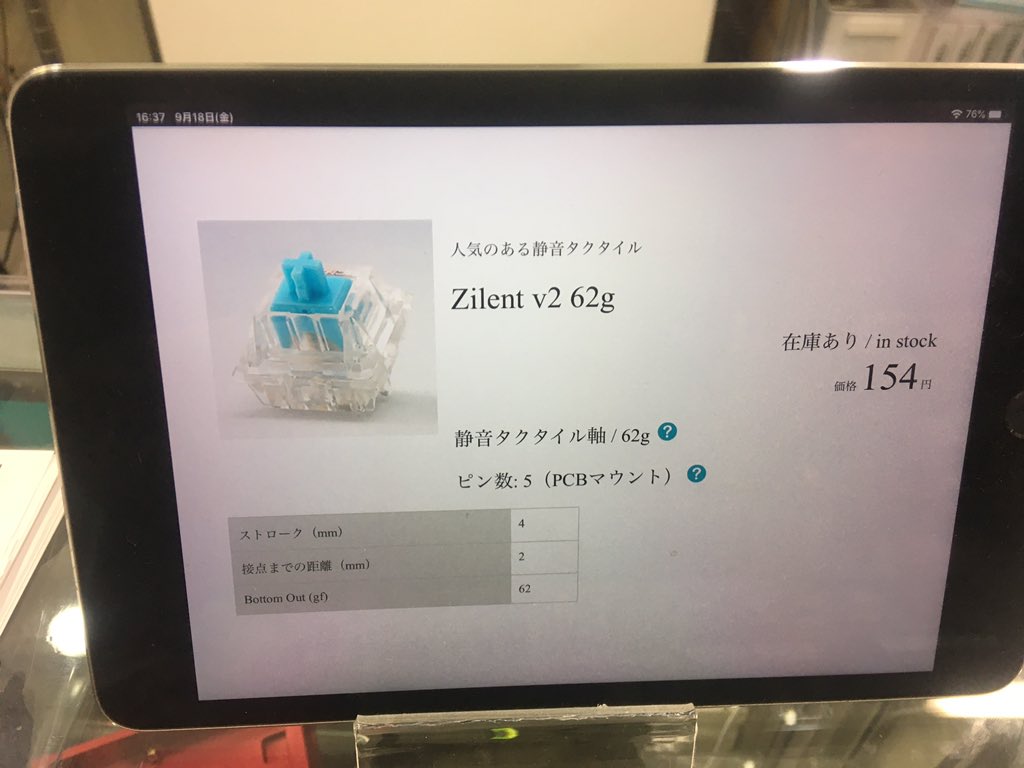 16:37 9月18日(金)
76%
人気のある静音タクタイル
Zilent v2 62g
在庫あり / in stock
価格 154 円
静音タクタイル軸 / 62g ?
ピン数: 5（PCBマウント） ?
ストローク（mm） 4
接点までの距離（mm） 2
Bottom Out (gf) 62